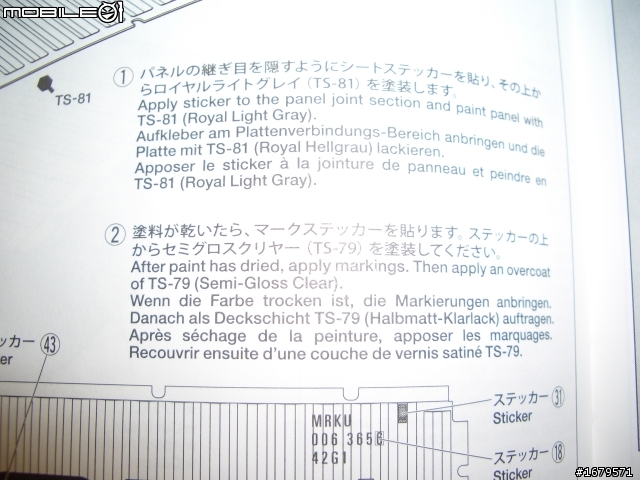 MOBILE01
TS-81
① パネルの継ぎ目を隠すようにシートステッカーを貼り、その上か
らロイヤルライトグレイ（TS-81）を塗装します。
Apply sticker to the panel joint section and paint panel with
TS-81 (Royal Light Gray).
Aufkleber am Plattenverbindungs-Bereich anbringen und die
Platte mit TS-81 (Royal Hellgrau) lackieren.
Apposer le sticker à la jointure de panneau et peindre en
TS-81 (Royal Light Gray).
② 塗料が乾いたら、マークステッカーを貼ります。ステッカーの上
からセミグロスクリヤー（TS-79）を塗装してください。
After paint has dried, apply markings. Then apply an overcoat
of TS-79 (Semi-Gloss Clear).
Wenn die Farbe trocken ist, die Markierungen anbringen.
Danach als Deckschicht TS-79 (Halbmatt-Klarlack) auftragen.
Après séchage de la peinture, apposer les marquages.
Recouvrir ensuite d'une couche de vernis satiné TS-79.
ッカー ㊸
er
ステッカー ㉛
Sticker
MRKU
006 3656
42G1
ステッカー ⑱
Sticker
#1679571